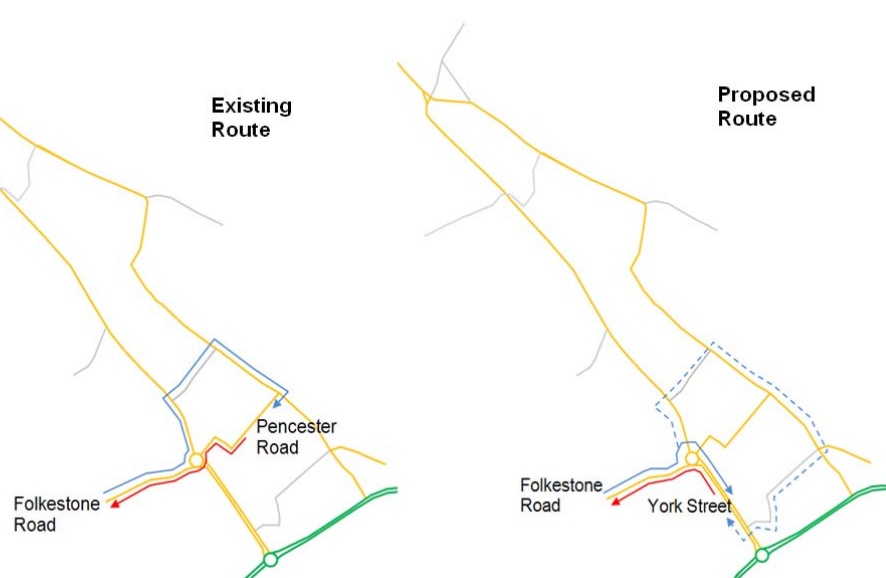 Existing
Route
Pencester
Road
Folkestone
Road
Proposed
Route
Folkestone
Road
York Street